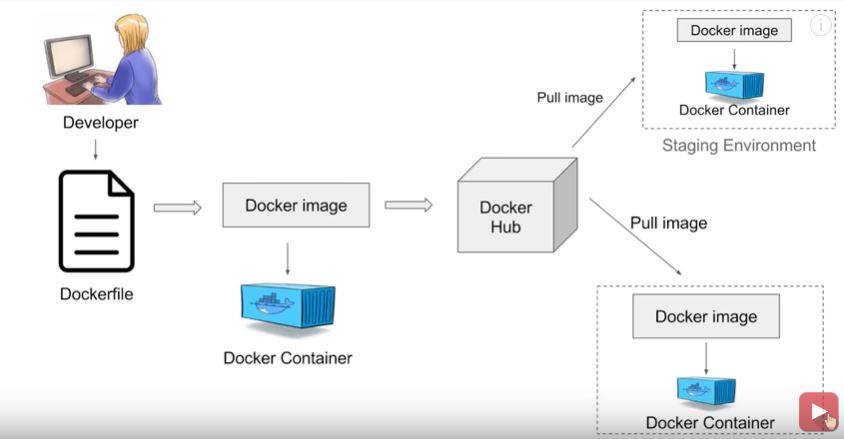 Developer
Dockerfile
Docker image
Docker Container
Docker
Hub
Pull image
Docker image
Docker Container
Staging Environment
Pull image
Docker image
Docker Container